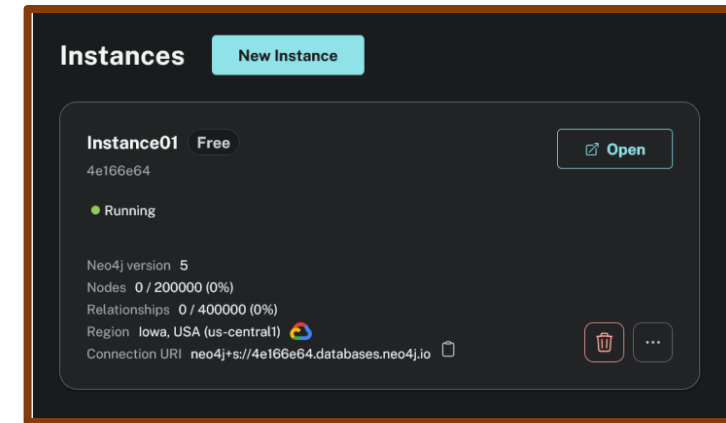 Instances
New Instance
Instance01 Free
Open
4e166e64
Running
Neo4j version 5
Nodes 0 / 200000 (0%)
Relationships 0 / 400000 (0%)
Region Iowa, USA (us-central1)
Connection URI neo4j+s://4e166e64.databases.neo4j.io